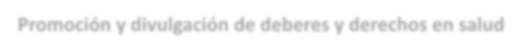 Promoción y divulgación de deberes y derechos en salud